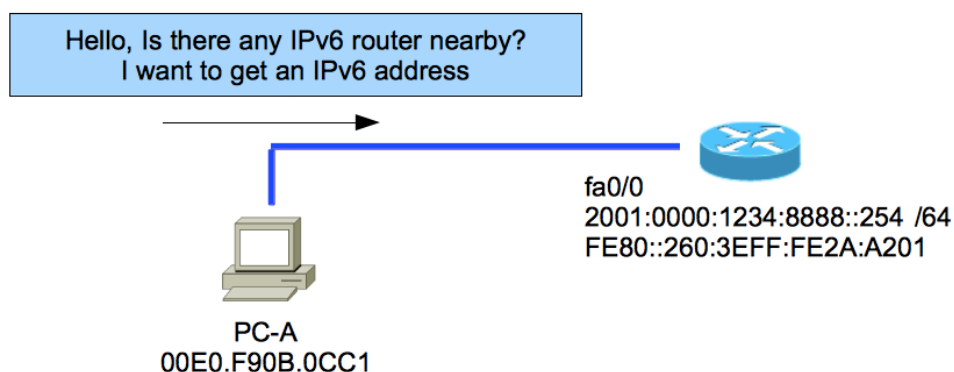 Hello, Is there any IPv6 router nearby?
I want to get an IPv6 address
fa0/0
2001:0000:1234:8888::254 /64
FE80::260:3EFF:FE2A:A201
PC-A
00E0.F90B.0CC1